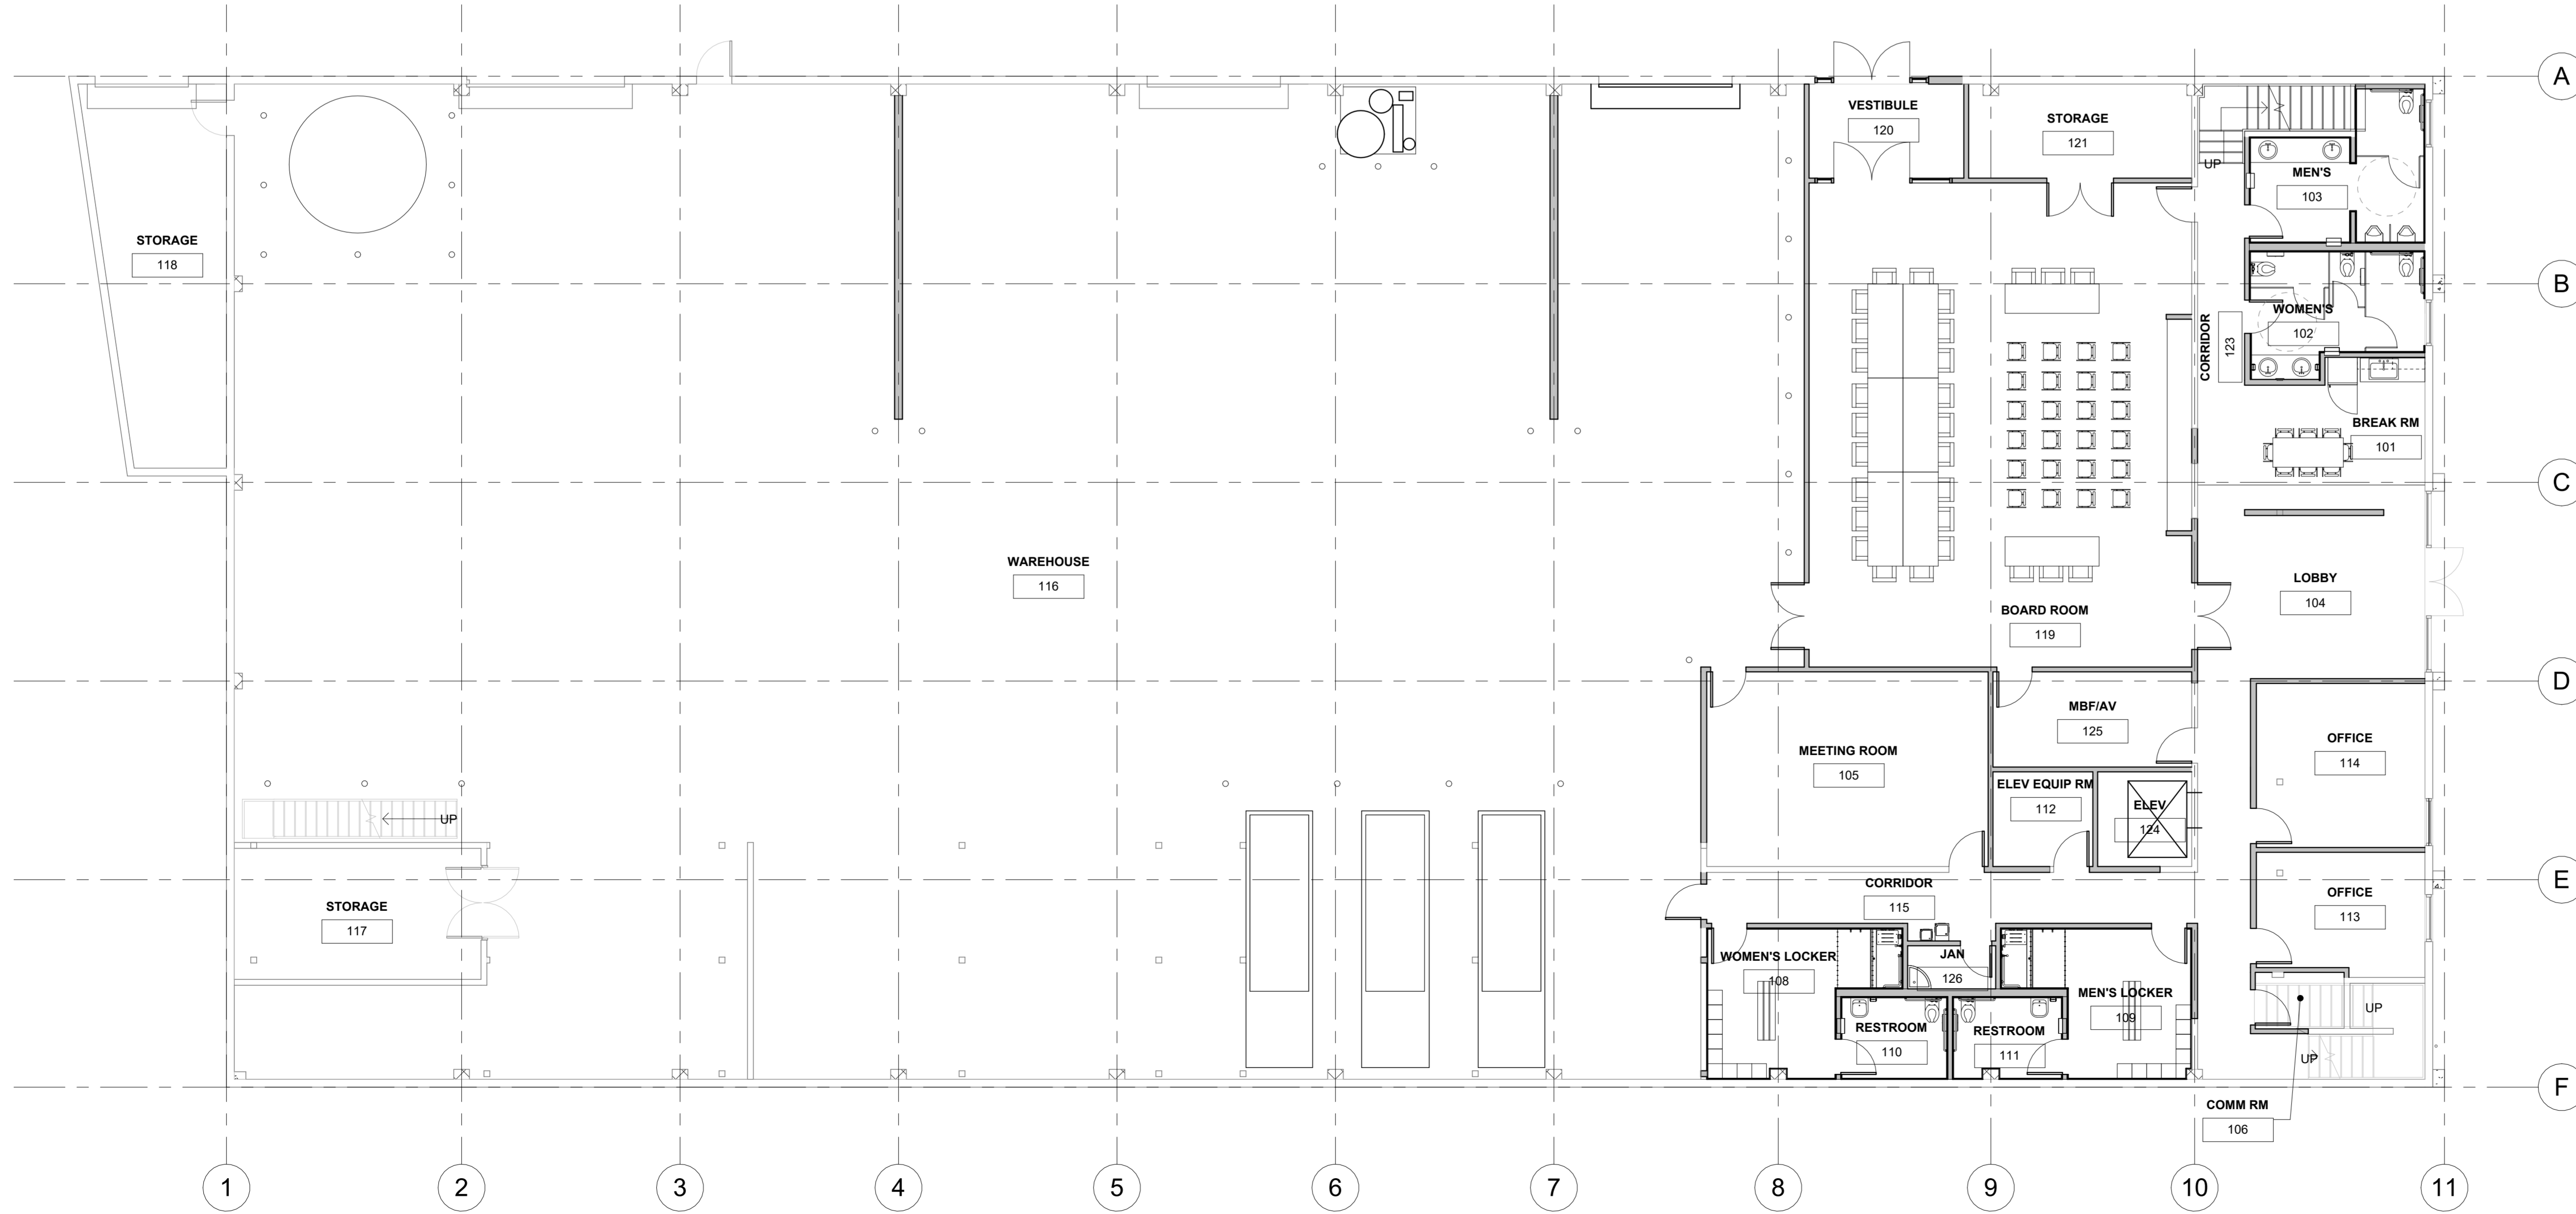 A
VESTIBULE
120
STORAGE
121
UP
MEN'S
103
STORAGE
118
B
WOMEN'S
102
CORRIDOR
123
BREAK RM
101
C
WAREHOUSE
116
LOBBY
104
BOARD ROOM
119
D
MBF/AV
125
OFFICE
114
MEETING ROOM
105
ELEV EQUIP RM
112
ELEV
124
UP
E
CORRIDOR
115
OFFICE
113
STORAGE
117
WOMEN'S LOCKER
108
JAN
126
MEN'S LOCKER
109
UP
RESTROOM
110
RESTROOM
111
UP
F
COMM RM
106
1
2
3
4
5
6
7
8
9
10
11